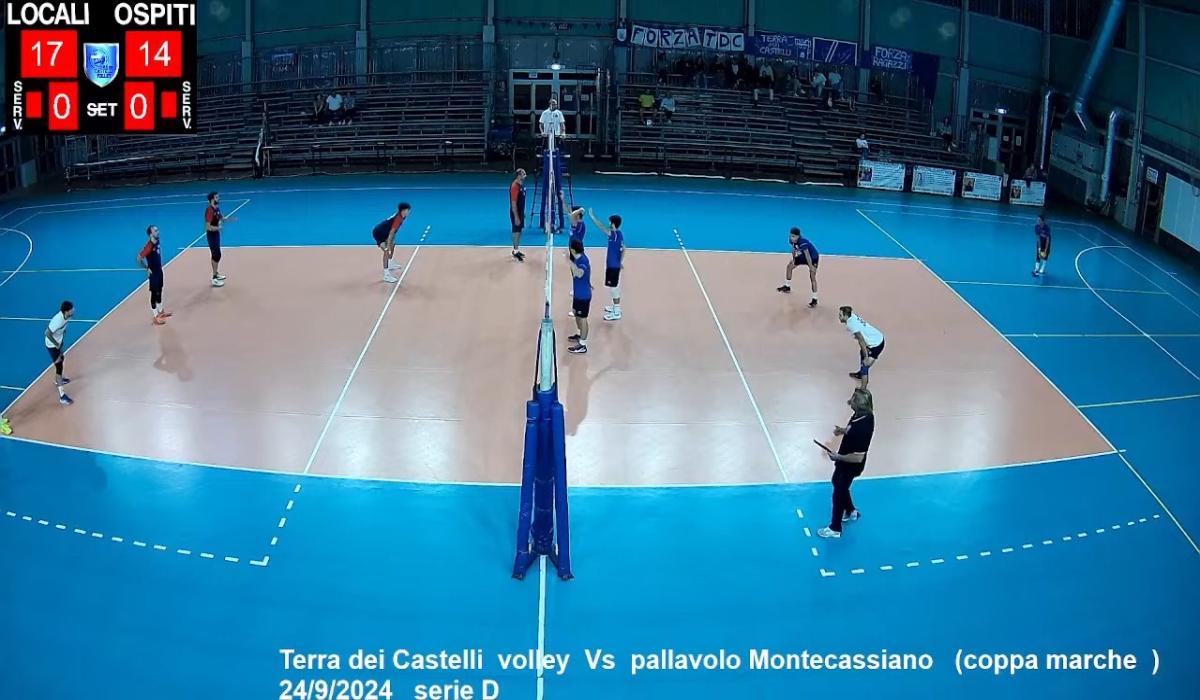 LOCALI OSPITI
17 14
SERV. 0 SET 0 SERV.
FORZA TDC
TERRA
CASTELLI
FORZA
RAGAZZI
Terra dei Castelli volley Vs pallavolo Montecassiano (coppa marche )
24/9/2024 serie D